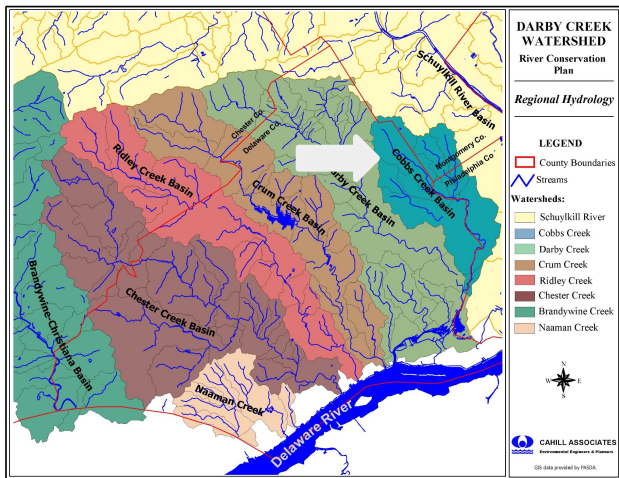 DARBY CREEK
WATERSHED
River Conservation
Plan
Regional Hydrology
LEGEND
County Boundaries
Streams
Watersheds:
Schuylkill River
Cobbs Creek
Darby Creek
Crum Creek
Ridley Creek
Chester Creek
Brandywine Creek
Naaman Creek
N
W
E
S
CAHILL ASSOCIATES
Environmental Engineers & Planners
GIS data provided by PASDA.
Schuylkill River Basin
Chester Co.
Delaware Co.
Montgomery Co.
Philadelphia Co
Cobbs Creek Basin
Creek Basin
Crum Creek Basin
Ridley Creek Basin
Chester Creek Basin
Brandywine-Christiana Basin
Naaman Creek
Delaware River